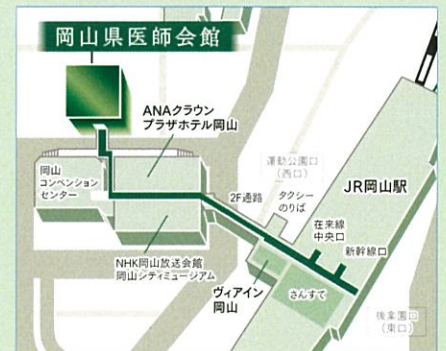 岡山県医師会館
ANAクラウン
プラザホテル岡山
岡山
コンベンション
センター
運動公園口
(西口)
JR岡山駅
2F通路
タクシー
のりば
在来線
中央口
新幹線口
NHK岡山放送会館
岡山シティミュージアム
ヴィアイン
岡山
さんすて
後楽園口
(東口)